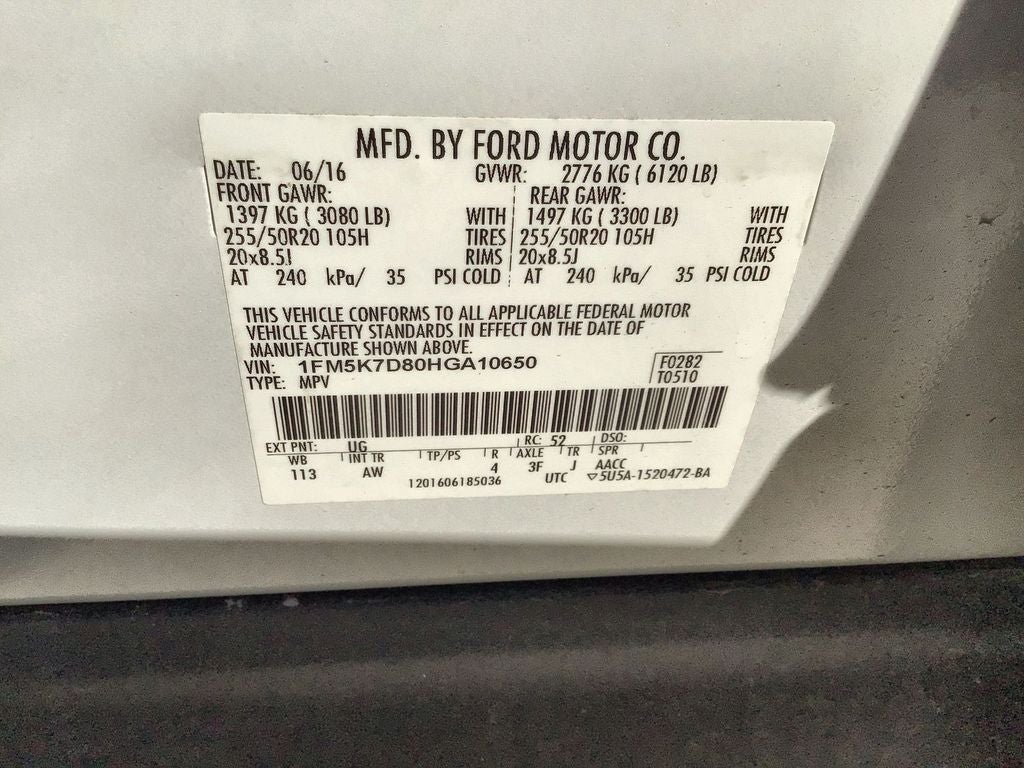 MFD. BY FORD MOTOR CO.
DATE: 06/16 GVWR: 2776 KG ( 6120 LB)
FRONT GAWR: REAR GAWR:
1397 KG ( 3080 LB) WITH 1497 KG ( 3300 LB) WITH
255/50R20 105H TIRES 255/50R20 105H TIRES
20x8.5J RIMS 20x8.5J RIMS
AT 240 kPa/ 35 PSI COLD AT 240 kPa/ 35 PSI COLD
THIS VEHICLE CONFORMS TO ALL APPLICABLE FEDERAL MOTOR
VEHICLE SAFETY STANDARDS IN EFFECT ON THE DATE OF
MANUFACTURE SHOWN ABOVE.
VIN: 1FM5K7D80HGA10650 F0282
TYPE: MPV T0510
EXT PNT: UG RC: 52 DSO:
WB INT TR TP/PS R AXLE TR SPR
113 AW 4 3F J AACC
1201606185036 UTC ▽5U5A-1520472-BA